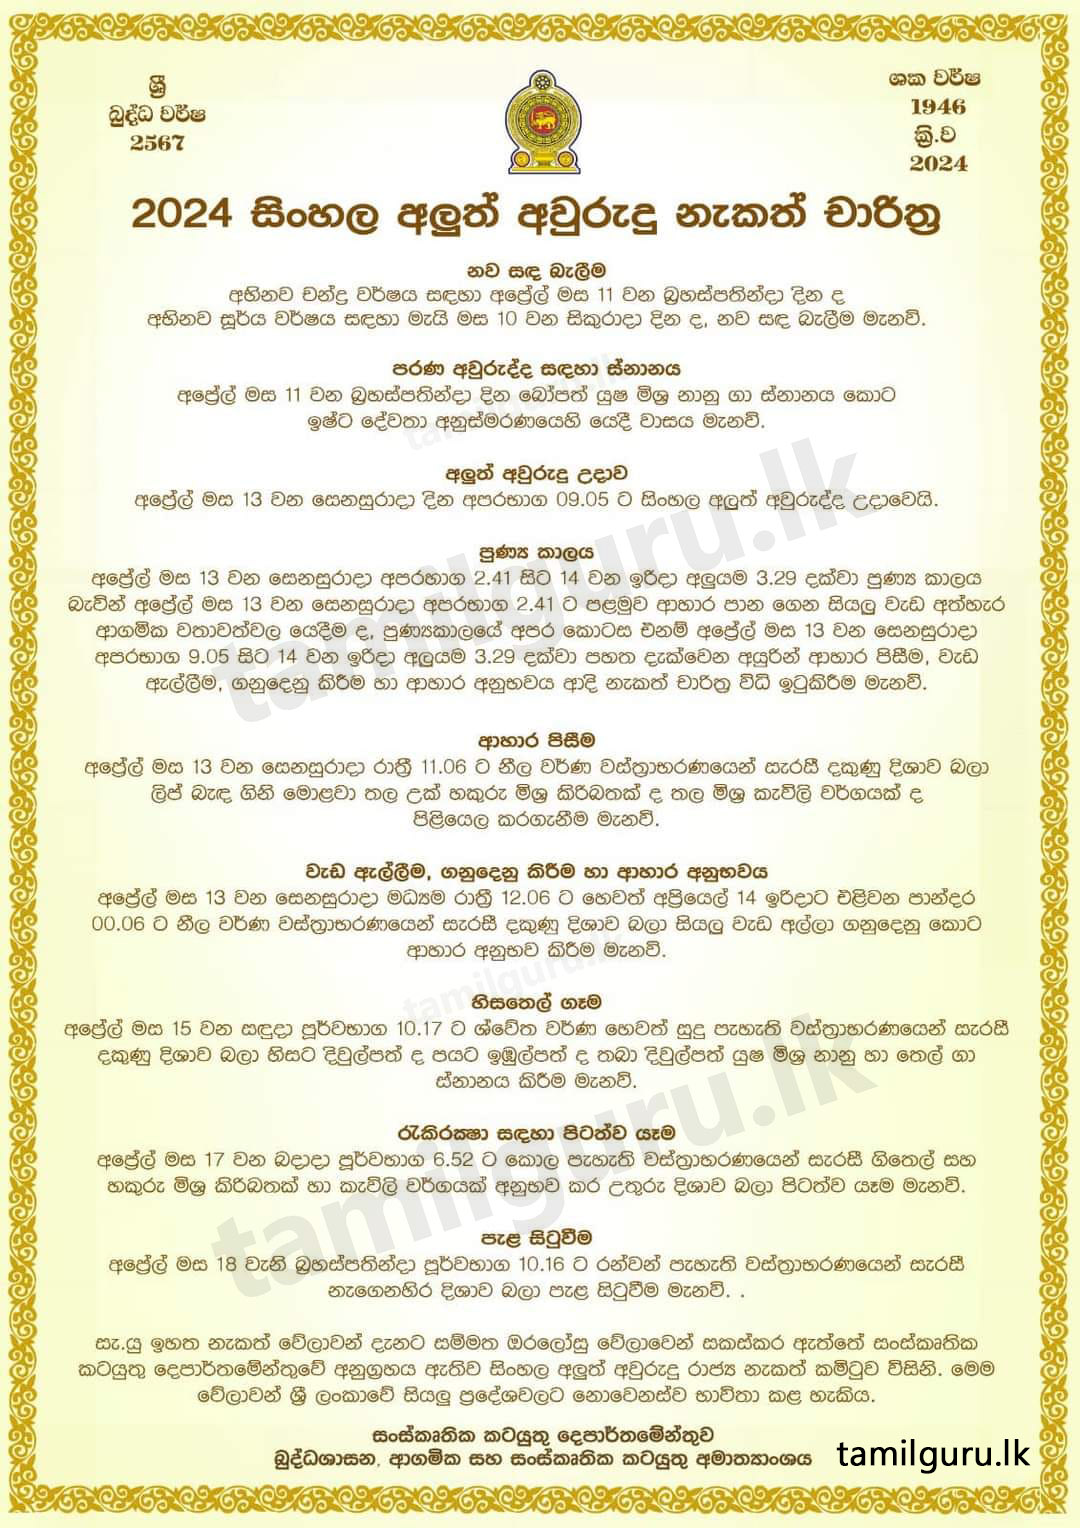 ශ්‍රී
බුද්ධ වර්ෂ
2567
ශක වර්ෂ
1946
ක්‍රි.ව
2024
2024 සිංහල අලුත් අවුරුදු නැකත් චාරිත්‍ර
නව සඳ බැලීම
අභිනව චන්ද්‍ර වර්ෂය සඳහා අප්‍රේල් මස 11 වන බ්‍රහස්පතින්දා දින ද
අභිනව සූර්ය වර්ෂය සඳහා මැයි මස 10 වන සිකුරාදා දින ද, නව සඳ බැලීම මැනවි.
පරණ අවුරුද්ද සඳහා ස්නානය
අප්‍රේල් මස 11 වන බ්‍රහස්පතින්දා දින බෝපත් යුෂ මිශ්‍ර නානු ගා ස්නානය කොට
ඉෂ්ට දේවතා අනුස්මරණයෙහි යෙදී වාසය මැනවි.
අලුත් අවුරුදු උදාව
අප්‍රේල් මස 13 වන සෙනසුරාදා දින අපරභාග 09.05 ට සිංහල අලුත් අවුරුද්ද උදාවෙයි.
පුණ්‍ය කාලය
අප්‍රේල් මස 13 වන සෙනසුරාදා අපරභාග 2.41 සිට 14 වන ඉරිදා අලුයම 3.29 දක්වා පුණ්‍ය කාලය
බැවින් අප්‍රේල් මස 13 වන සෙනසුරාදා අපරභාග 2.41 ට පළමුව ආහාර පාන ගෙන සියලු වැඩ අත්හැර
ආගමික වතාවත්වල යෙදීම ද, පුණ්‍යකාලයේ අපර කොටස එනම් අප්‍රේල් මස 13 වන සෙනසුරාදා
අපරභාග 9.05 සිට 14 වන ඉරිදා අලුයම 3.29 දක්වා පහත දැක්වෙන අයුරින් ආහාර පිසීම, වැඩ
ඇල්ලීම, ගනුදෙනු කිරීම හා ආහාර අනුභවය ආදි නැකත් චාරිත්‍ර විධි ඉටුකිරීම මැනවි.
ආහාර පිසීම
අප්‍රේල් මස 13 වන සෙනසුරාදා රාත්‍රී 11.06 ට නීල වර්ණ වස්ත්‍රාභරණයෙන් සැරසී දකුණු දිශාව බලා
ලිප් බැඳ ගිනි මොළවා තල උක් හකුරු මිශ්‍ර කිරිබතක් ද තල මිශ්‍ර කැවිලි වර්ගයක් ද
පිළියෙල කරගැනීම මැනවි.
වැඩ ඇල්ලීම, ගනුදෙනු කිරීම හා ආහාර අනුභවය
අප්‍රේල් මස 13 වන සෙනසුරාදා මධ්‍යම රාත්‍රී 12.06 ට හෙවත් අප්‍රියෙල් 14 ඉරිදාට එළිවන පාන්දර
00.06 ට නීල වර්ණ වස්ත්‍රාභරණයෙන් සැරසී දකුණු දිශාව බලා සියලු වැඩ අල්ලා ගනුදෙනු කොට
ආහාර අනුභව කිරීම මැනවි.
හිසතෙල් ගෑම
අප්‍රේල් මස 15 වන සඳුදා පූර්වභාග 10.17 ට ශ්වේත වර්ණ හෙවත් සුදු පැහැති වස්ත්‍රාභරණයෙන් සැරසී
දකුණු දිශාව බලා හිසට දිවුල්පත් ද පයට ඉඹුල්පත් ද තබා දිවුල්පත් යුෂ මිශ්‍ර නානු හා තෙල් ගා
ස්නානය කිරීම මැනවි.
රැකිරක්ෂා සඳහා පිටත්ව යෑම
අප්‍රේල් මස 17 වන බදාදා පූර්වභාග 6.52 ට කොල පැහැති වස්ත්‍රාභරණයෙන් සැරසී ගිතෙල් සහ
හකුරු මිශ්‍ර කිරිබතක් හා කැවිලි වර්ගයක් අනුභව කර උතුරු දිශාව බලා පිටත්ව යෑම මැනවි.
පැළ සිටුවීම
අප්‍රේල් මස 18 වැනි බ්‍රහස්පතින්දා පූර්වභාග 10.16 ට රන්වන් පැහැති වස්ත්‍රාභරණයෙන් සැරසී
නැගෙනහිර දිශාව බලා පැළ සිටුවීම මැනවි. .
සැ.යු ඉහත නැකත් වේලාවන් දැනට සම්මත ඔරලෝසු වේලාවෙන් සකස්කර ඇත්තේ සංස්කෘතික
කටයුතු දෙපාර්තමේන්තුවේ අනුග්‍රහය ඇතිව සිංහල අලුත් අවුරුදු රාජ්‍ය නැකත් කමිටුව විසිනි. මෙම
වේලාවන් ශ්‍රී ලංකාවේ සියලු ප්‍රදේශවලට නොවෙනස්ව භාවිතා කළ හැකිය.
සංස්කෘතික කටයුතු දෙපාර්තමේන්තුව
බුද්ධශාසන, ආගමික සහ සංස්කෘතික කටයුතු අමාත්‍යාංශය
tamilguru.lk
tamilguru.lk
tamilguru.lk
tamilguru.lk
tamilguru.lk